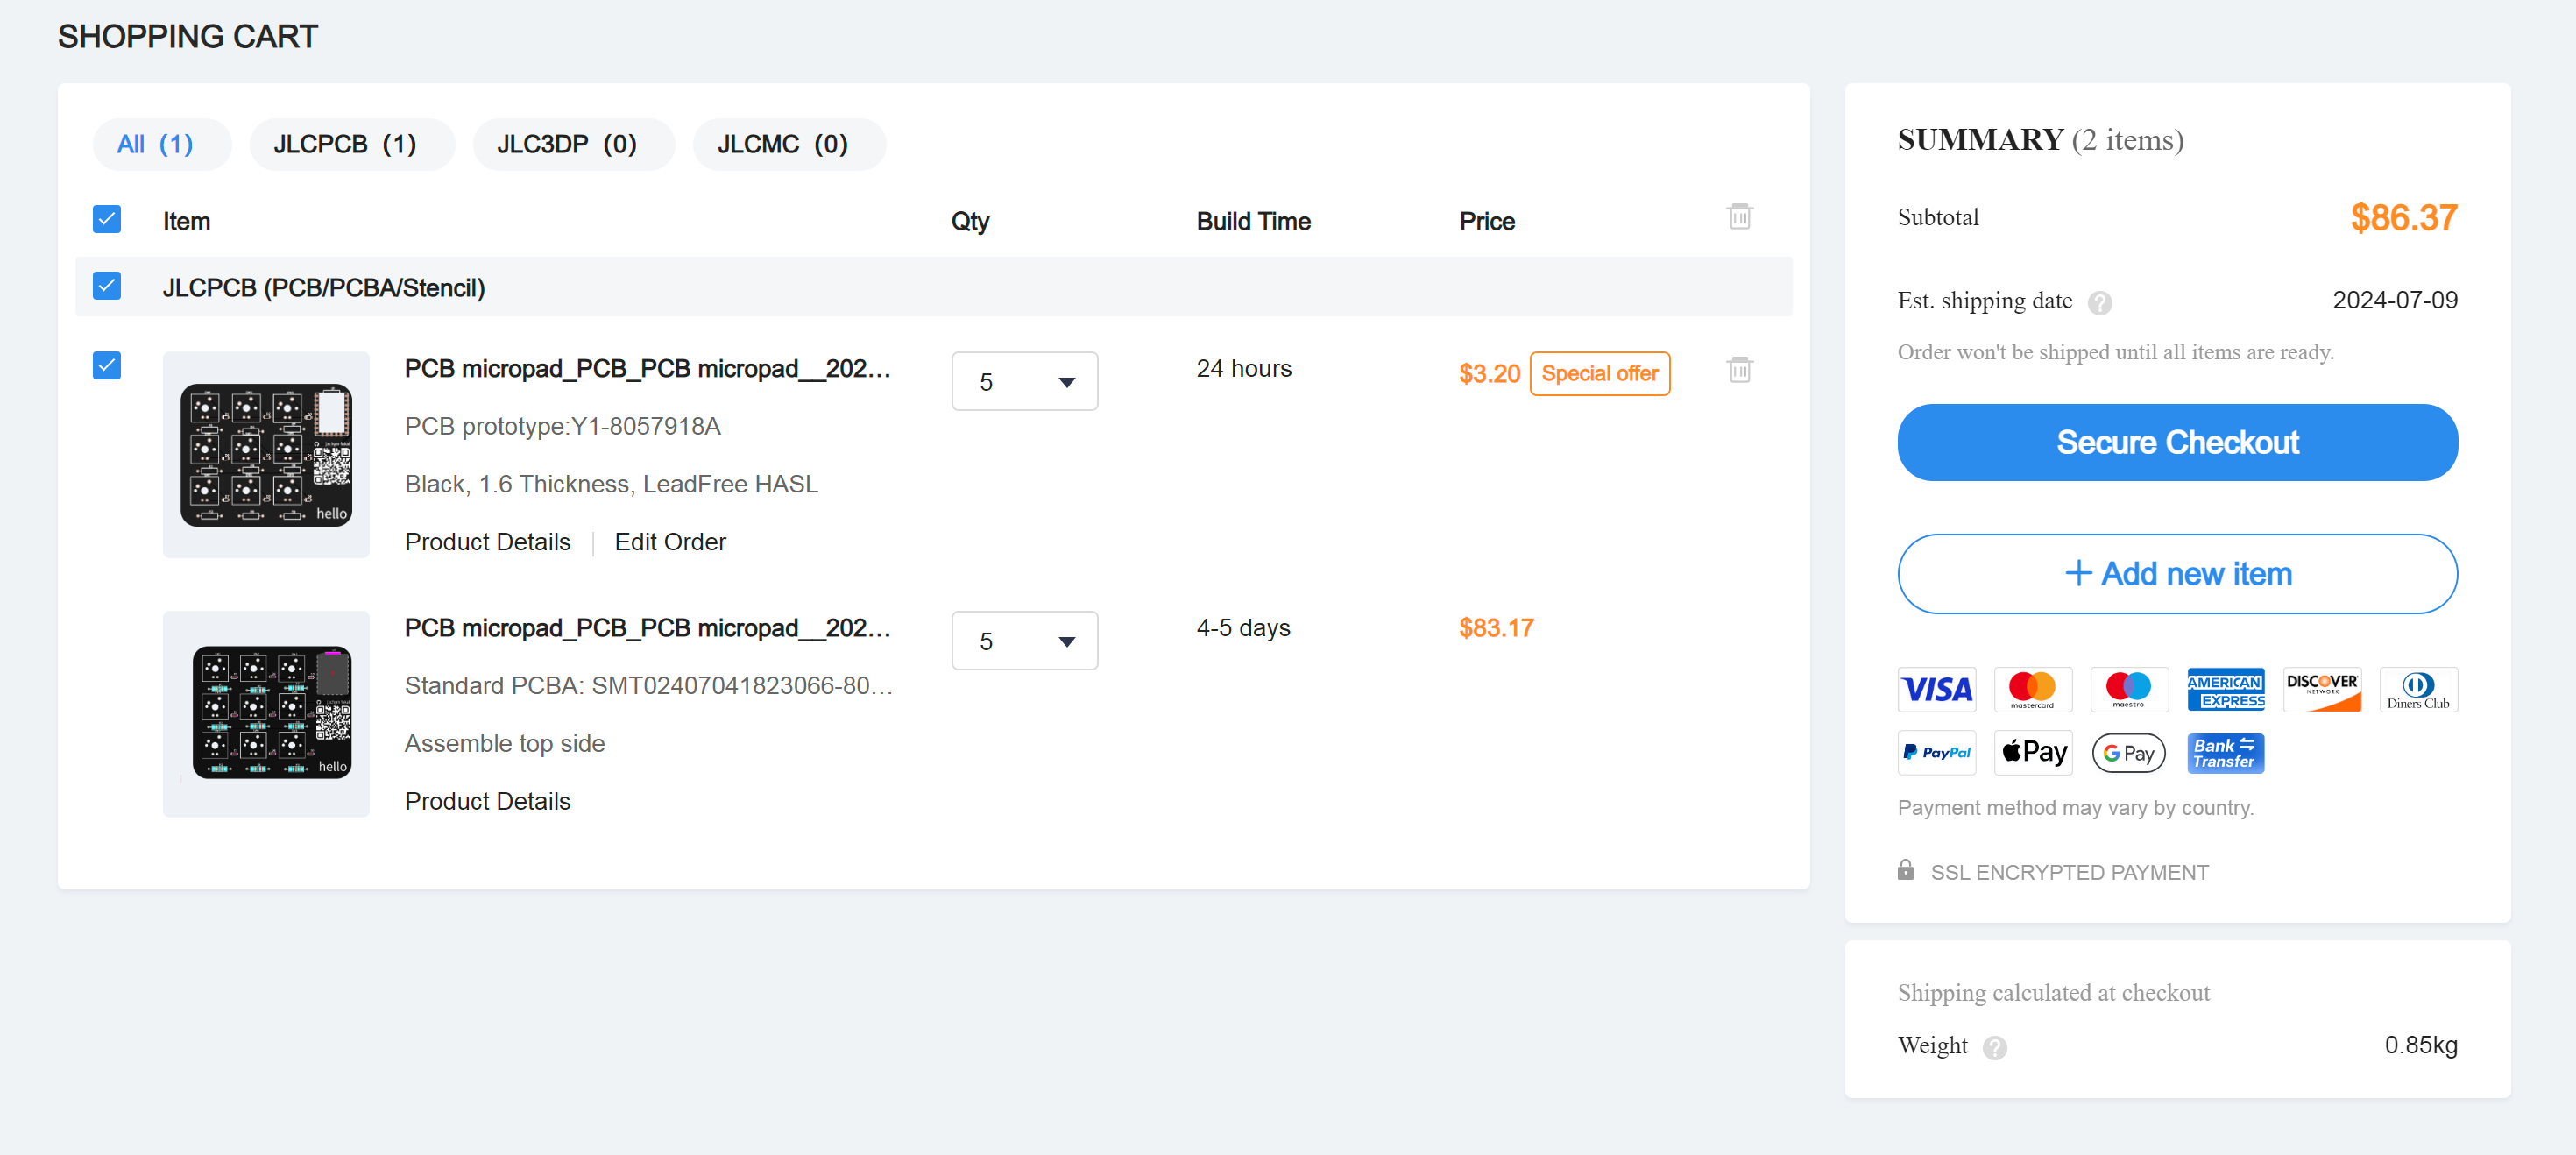 SHOPPING CART
All (1) JLCPCB (1) JLC3DP (0) JLCMC (0)
Item Qty Build Time Price
JLCPCB (PCB/PCBA/Stencil)
PCB micropad_PCB_PCB micropad__202... 5 24 hours $3.20 Special offer
PCB prototype:Y1-8057918A
Black, 1.6 Thickness, LeadFree HASL
hello
Product Details Edit Order
PCB micropad_PCB_PCB micropad__202... 5 4-5 days $83.17
Standard PCBA: SMT02407041823066-80...
Assemble top side
hello
Product Details
SUMMARY (2 items)
Subtotal $86.37
Est. shipping date ? 2024-07-09
Order won't be shipped until all items are ready.
Secure Checkout
+ Add new item
VISA mastercard maestro AMERICAN EXPRESS DISCOVER NETWORK Diners Club
PayPal Pay G Pay Bank Transfer
Payment method may vary by country.
SSL ENCRYPTED PAYMENT
Shipping calculated at checkout
Weight ? 0.85kg